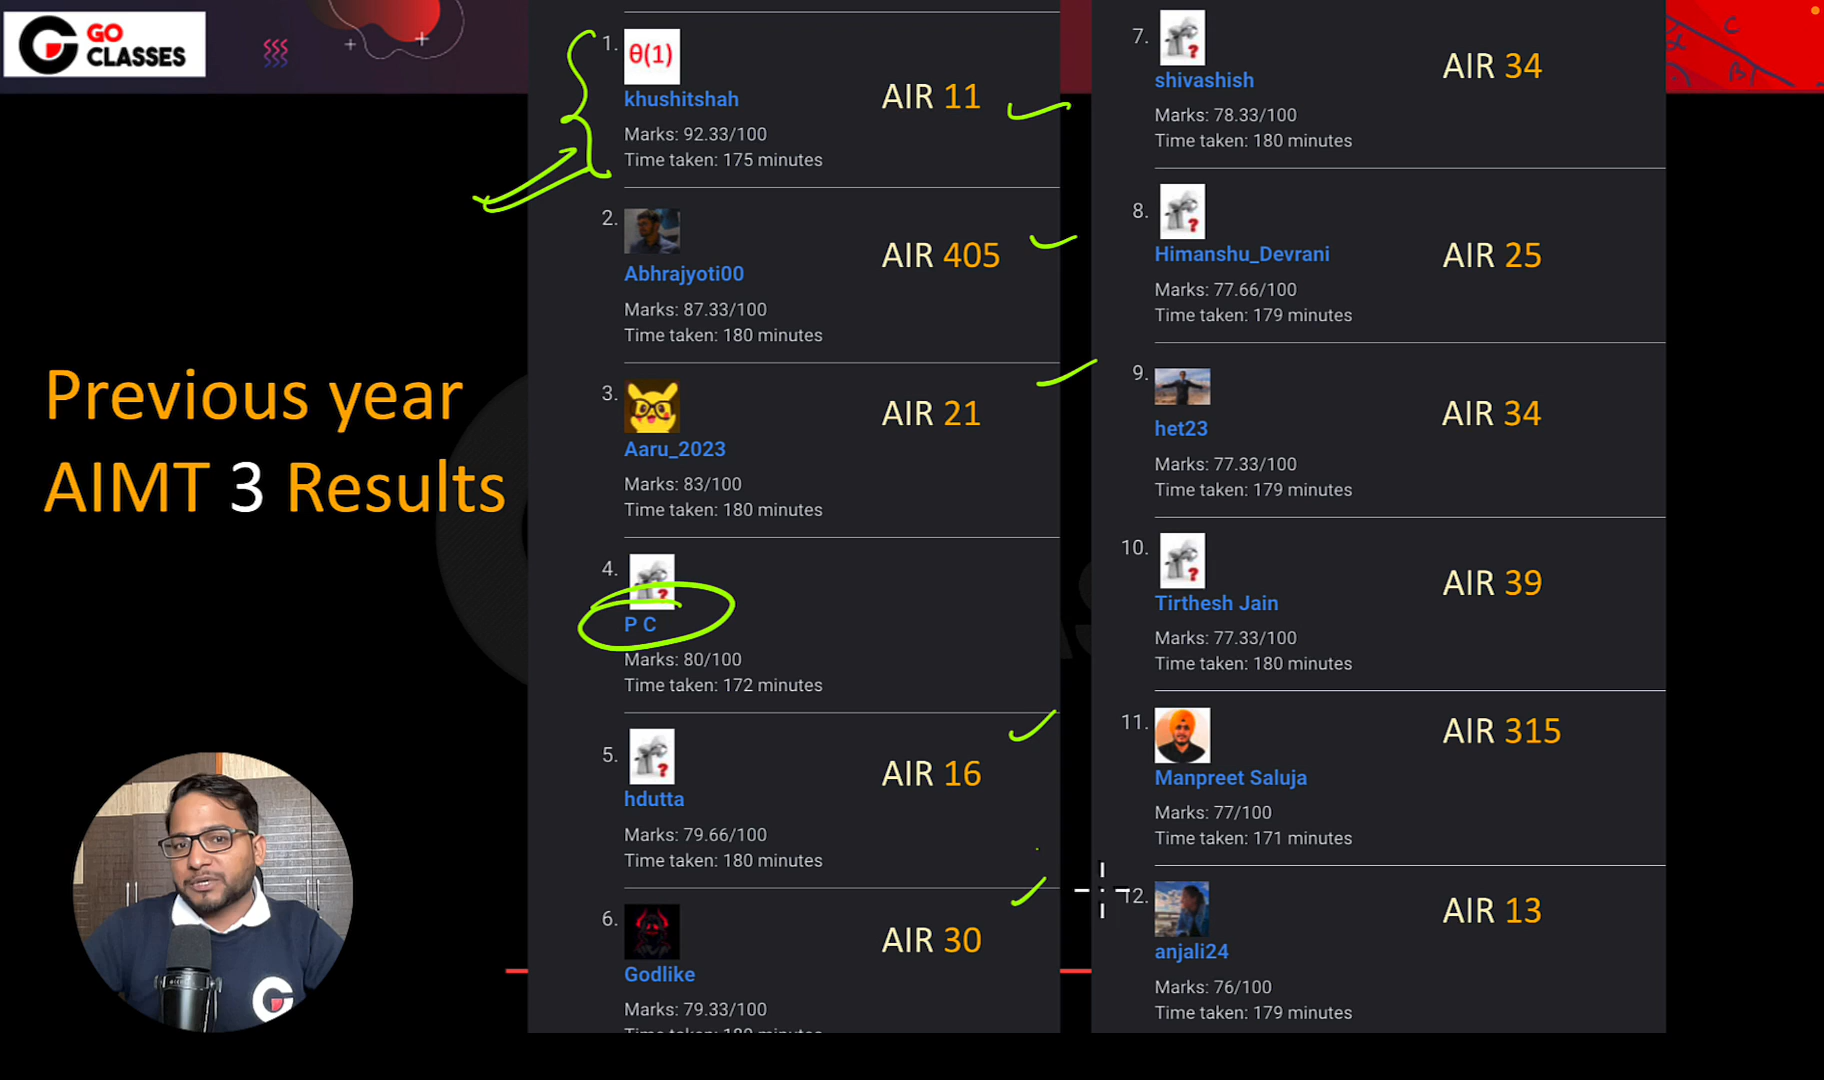 GO
CLASSES
Previous year
AIMT 3 Results
1.
θ(1)
khushitshah
AIR 11
Marks: 92.33/100
Time taken: 175 minutes
2.
Abhrajyoti00
AIR 405
Marks: 87.33/100
Time taken: 180 minutes
3.
Aaru_2023
AIR 21
Marks: 83/100
Time taken: 180 minutes
4.
?
P C
Marks: 80/100
Time taken: 172 minutes
5.
?
hdutta
AIR 16
Marks: 79.66/100
Time taken: 180 minutes
6.
Godlike
AIR 30
Marks: 79.33/100
7.
?
shivashish
AIR 34
Marks: 78.33/100
Time taken: 180 minutes
8.
?
Himanshu_Devrani
AIR 25
Marks: 77.66/100
Time taken: 179 minutes
9.
het23
AIR 34
Marks: 77.33/100
Time taken: 179 minutes
10.
?
Tirthesh Jain
AIR 39
Marks: 77.33/100
Time taken: 180 minutes
11.
Manpreet Saluja
AIR 315
Marks: 77/100
Time taken: 171 minutes
12.
anjali24
AIR 13
Marks: 76/100
Time taken: 179 minutes
C
B